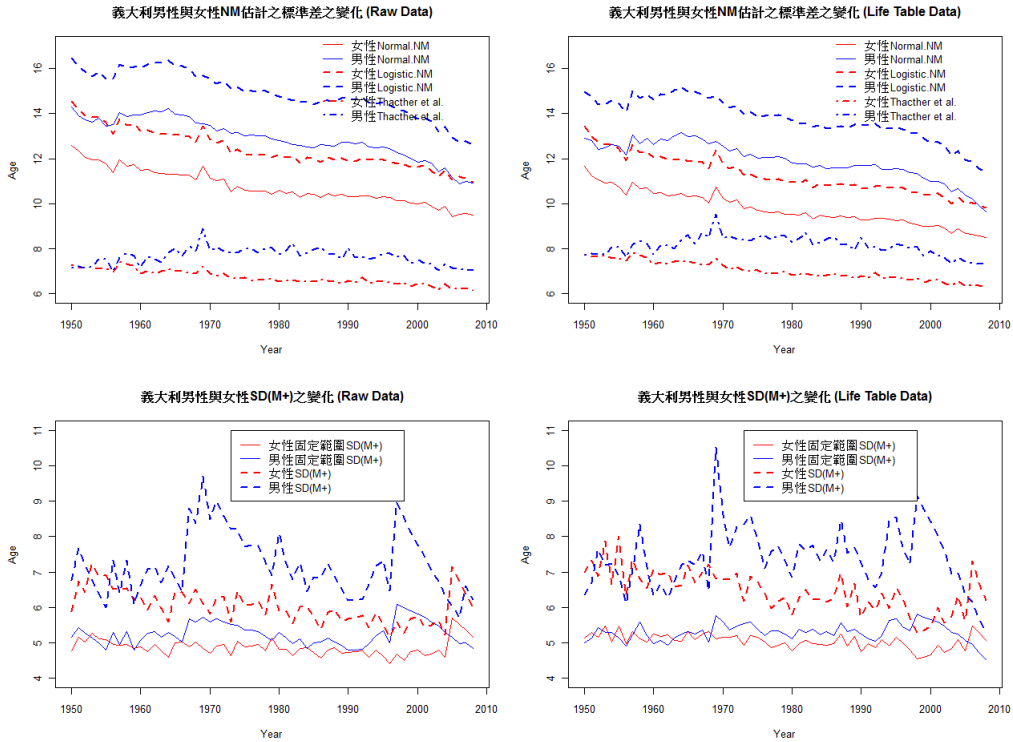 義大利男性與女性NM估計之標準差之變化 (Raw Data)
女性Normal.NM
男性Normal.NM
女性Logistic.NM
男性Logistic.NM
女性Thacther et al.
男性Thacther et al.
Age
16
14
12
10
8
6
1950
1960
1970
1980
1990
2000
2010
Year
義大利男性與女性NM估計之標準差之變化 (Life Table Data)
女性Normal.NM
男性Normal.NM
女性Logistic.NM
男性Logistic.NM
女性Thacther et al.
男性Thacther et al.
Age
16
14
12
10
8
6
1950
1960
1970
1980
1990
2000
2010
Year
義大利男性與女性SD(M+)之變化 (Raw Data)
女性固定範圍SD(M+)
男性固定範圍SD(M+)
女性SD(M+)
男性SD(M+)
Age
11
10
9
8
7
6
5
4
1950
1960
1970
1980
1990
2000
2010
Year
義大利男性與女性SD(M+)之變化 (Life Table Data)
女性固定範圍SD(M+)
男性固定範圍SD(M+)
女性SD(M+)
男性SD(M+)
Age
11
10
9
8
7
6
5
4
1950
1960
1970
1980
1990
2000
2010
Year